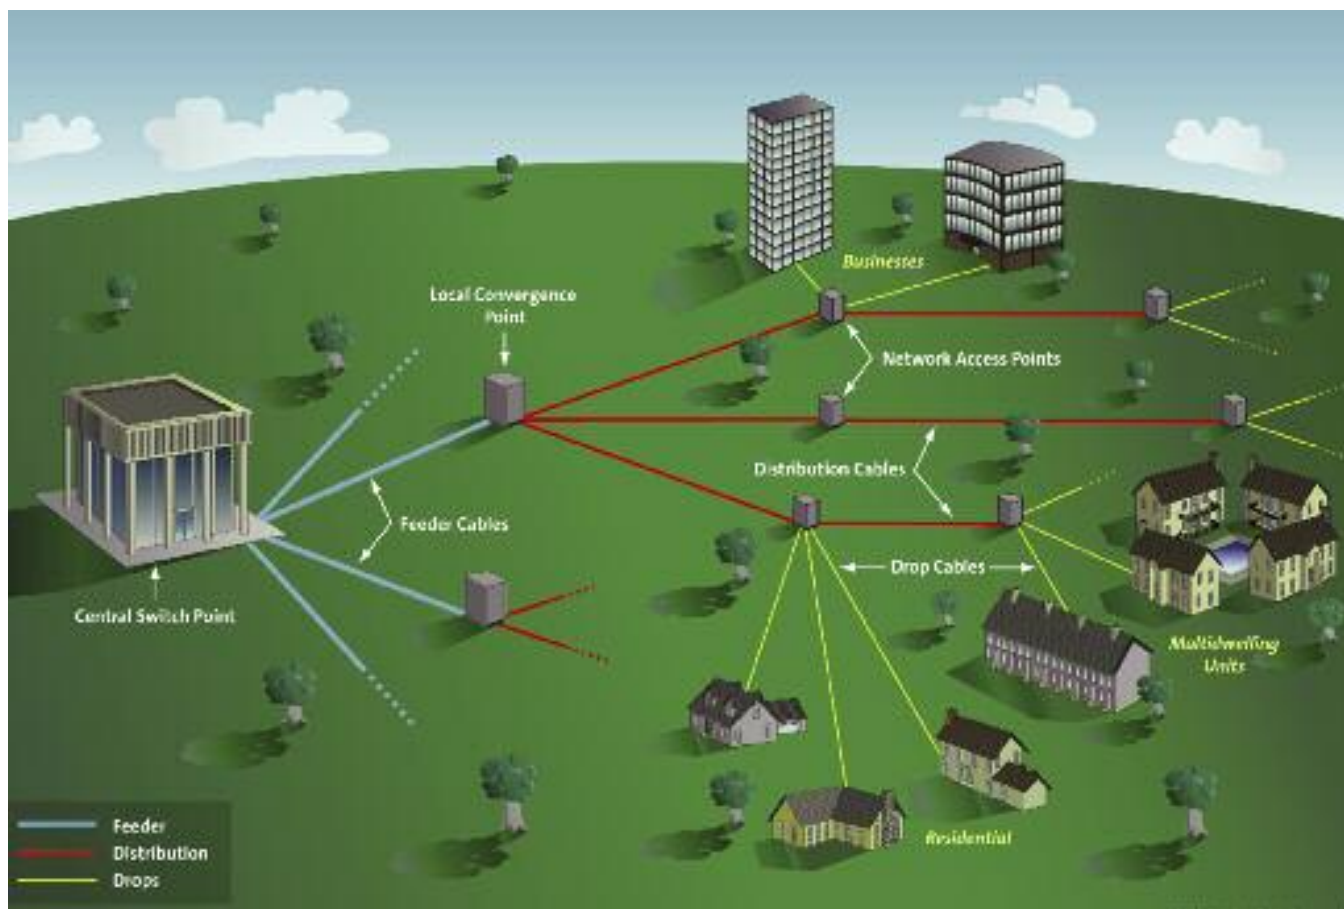 Businesses
Local Convergence
Point
Network Access Points
Distribution Cables
Feeder Cables
Drop Cables
Central Switch Point
Multidwelling
Units
Residential
Feeder
Distribution
Drops